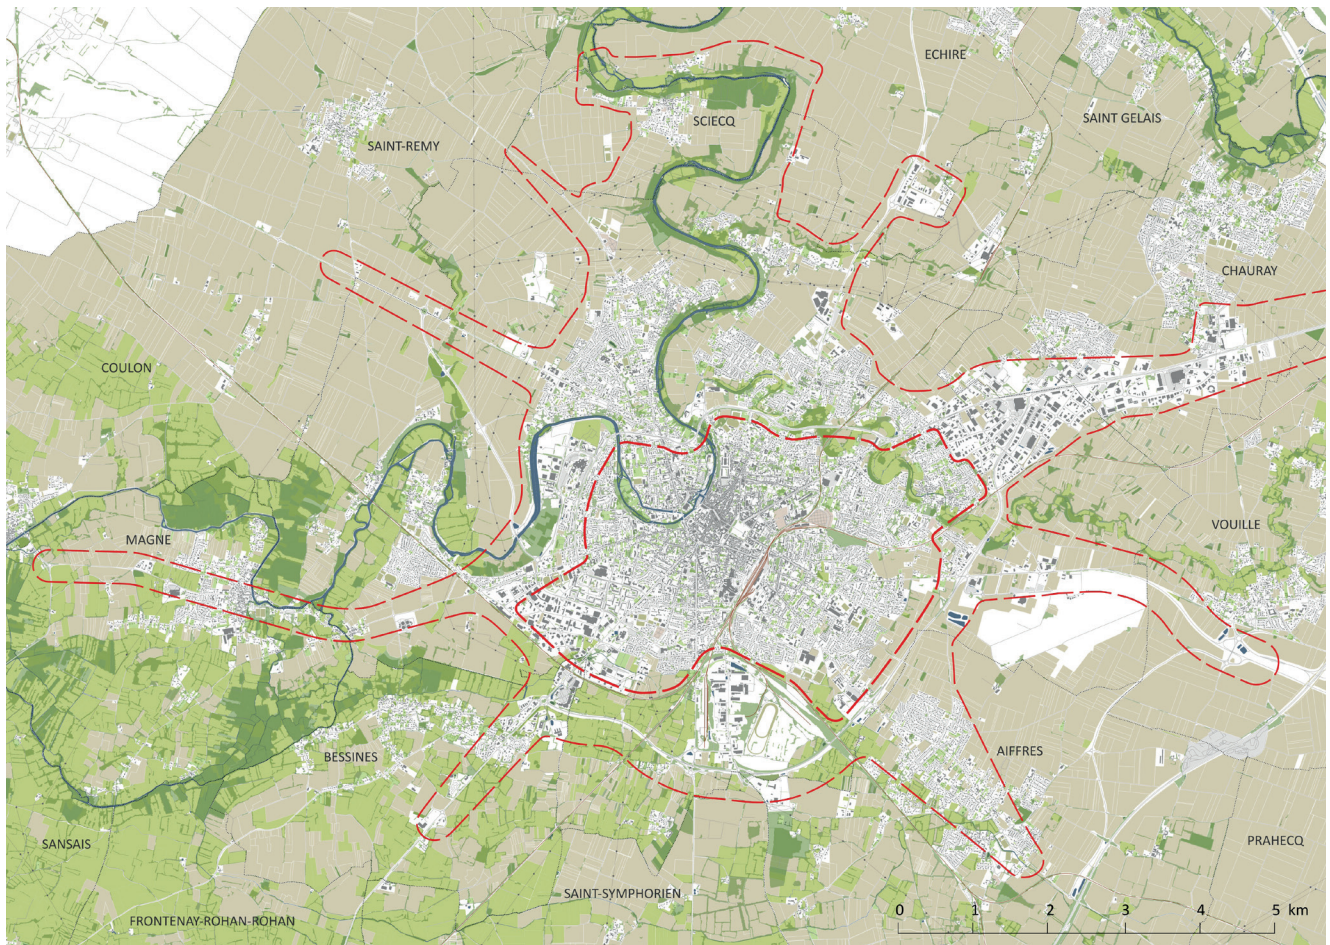 ECHIRE
SAINT GELAIS
SCIECQ
SAINT-REMY
CHAURAY
COULON
VOUILLE
MAGNE
AIFFRES
BESSINES
PRAHECQ
SANSAIS
SAINT-SYMPHORIEN
FRONTENAY-ROHAN-ROHAN
0 1 2 3 4 5 km